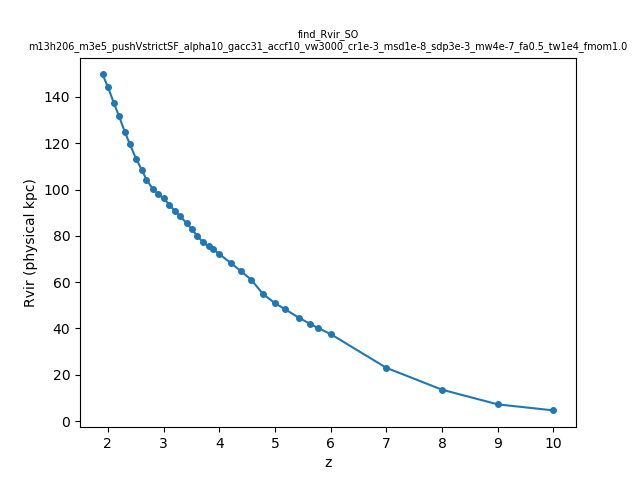 find_Rvir_SO
m13h206_m3e5_pushVstrictSF_alpha10_gacc31_accf10_vw3000_cr1e-3_msd1e-8_sdp3e-3_mw4e-7_fa0.5_tw1e4_fmom1.0
Rvir (physical kpc)
140
120
100
80
60
40
20
0
2 3 4 5 6 7 8 9 10
z